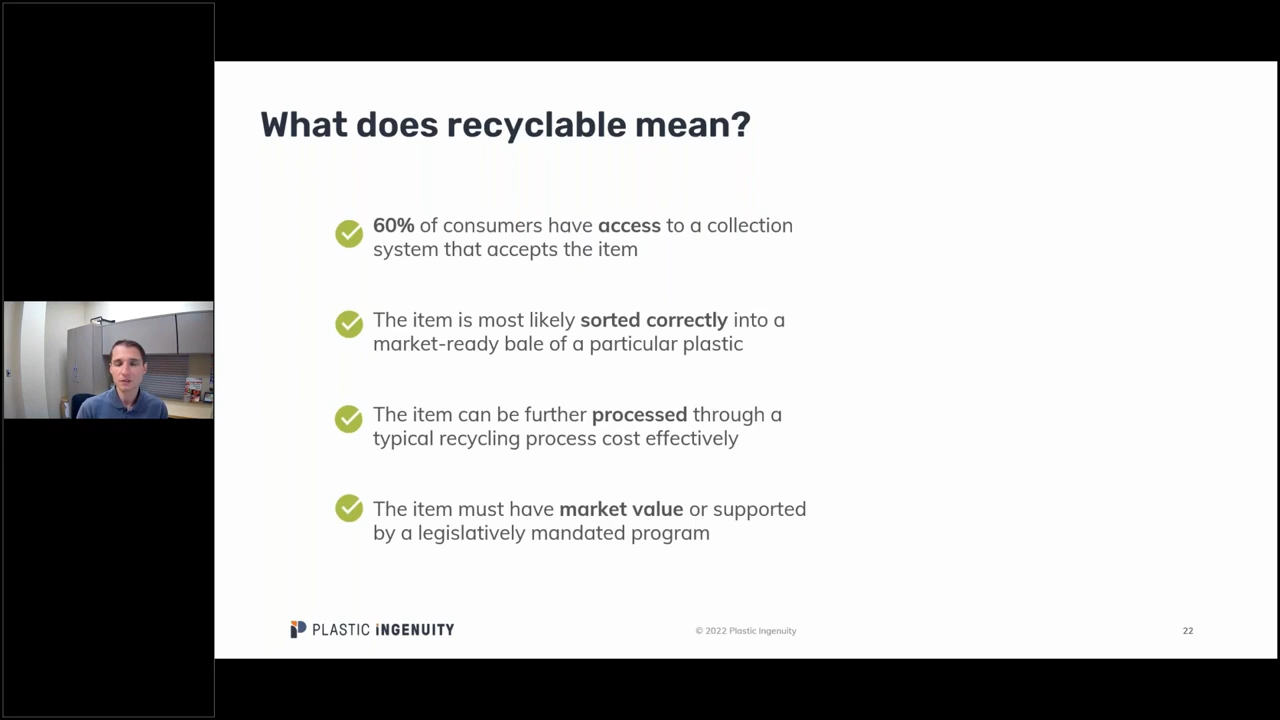 What does recyclable mean?
60% of consumers have access to a collection
system that accepts the item
The item is most likely sorted correctly into a
market-ready bale of a particular plastic
The item can be further processed through a
typical recycling process cost effectively
The item must have market value or supported
by a legislatively mandated program
PLASTIC iNGENUITY
© 2022 Plastic Ingenuity
22